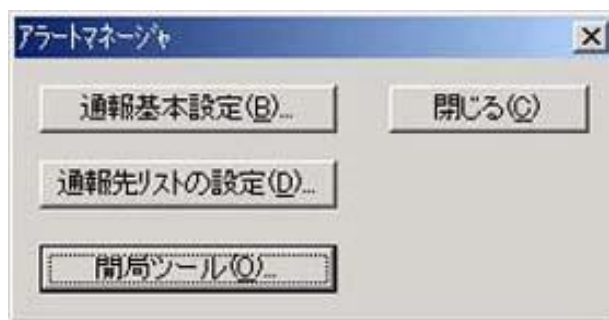 アラートマネージャ
通報基本設定(B)...
閉じる(C)
通報先リストの設定(D)...
開局ツール(O)...